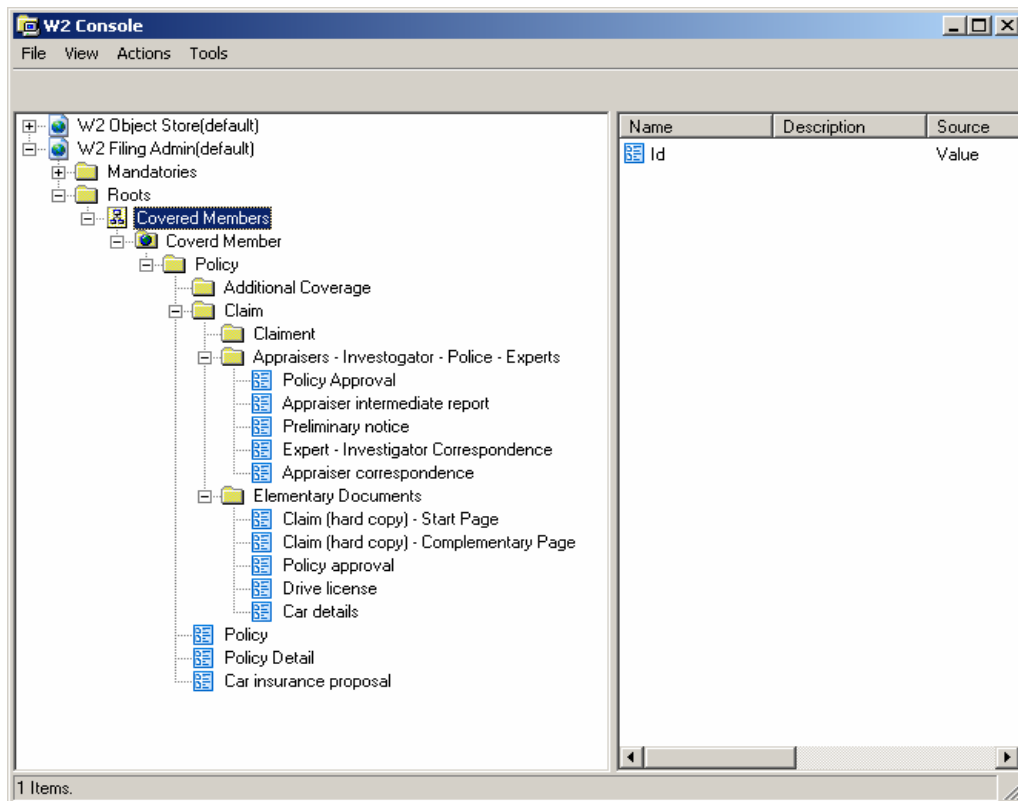 W2 Console
File View Actions Tools
W2 Object Store(default)
W2 Filing Admin(default)
Mandatories
Roots
Covered Members
Coverd Member
Policy
Additional Coverage
Claim
Claiment
Appraisers - Investogator - Police - Experts
Policy Approval
Appraiser intermediate report
Preliminary notice
Expert - Investigator Correspondence
Appraiser correspondence
Elementary Documents
Claim (hard copy) - Start Page
Claim (hard copy) - Complementary Page
Policy approval
Drive license
Car details
Policy
Policy Detail
Car insurance proposal
Name Description Source
Id Value
1 Items.